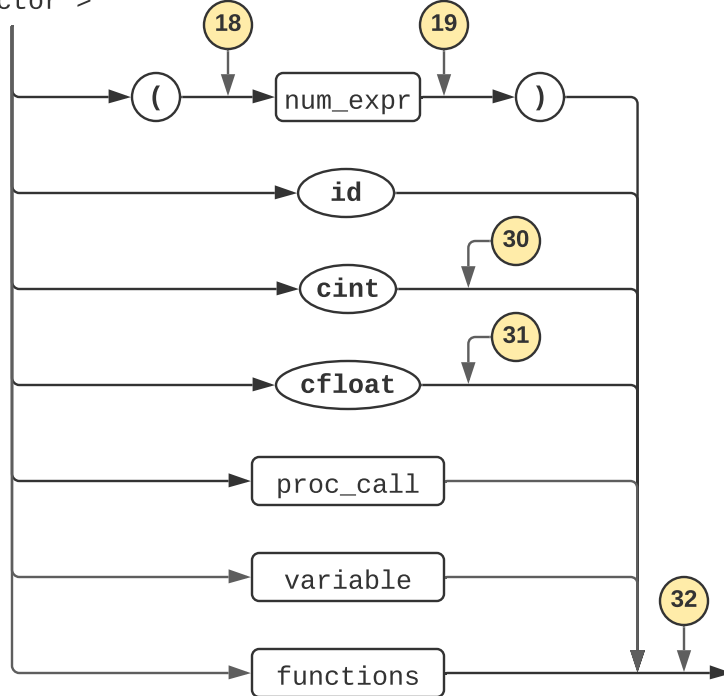 18 19
( num_expr )
id
30
cint
31
cfloat
proc_call
variable
32
functions